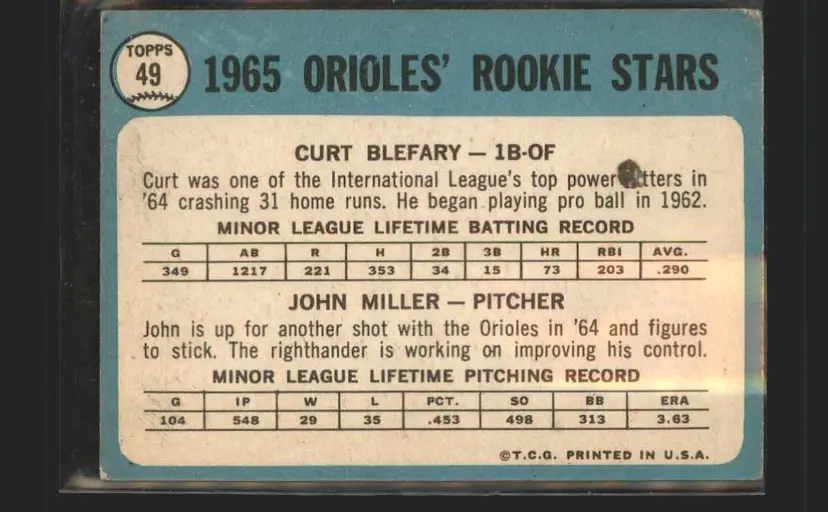 TOPPS
49
1965 ORIOLES' ROOKIE STARS
CURT BLEFARY — 1B-OF
Curt was one of the International League's top power tters in
'64 crashing 31 home runs. He began playing pro ball in 1962.
MINOR LEAGUE LIFETIME BATTING RECORD
G AB R H 2B 3B HR RBI AVG.
349 1217 221 353 34 15 73 203 .290
JOHN MILLER — PITCHER
John is up for another shot with the Orioles in '64 and figures
to stick. The righthander is working on improving his control.
MINOR LEAGUE LIFETIME PITCHING RECORD
G IP W L PCT. SO BB ERA
104 548 29 35 .453 498 313 3.63
©T.C.G. PRINTED IN U.S.A.